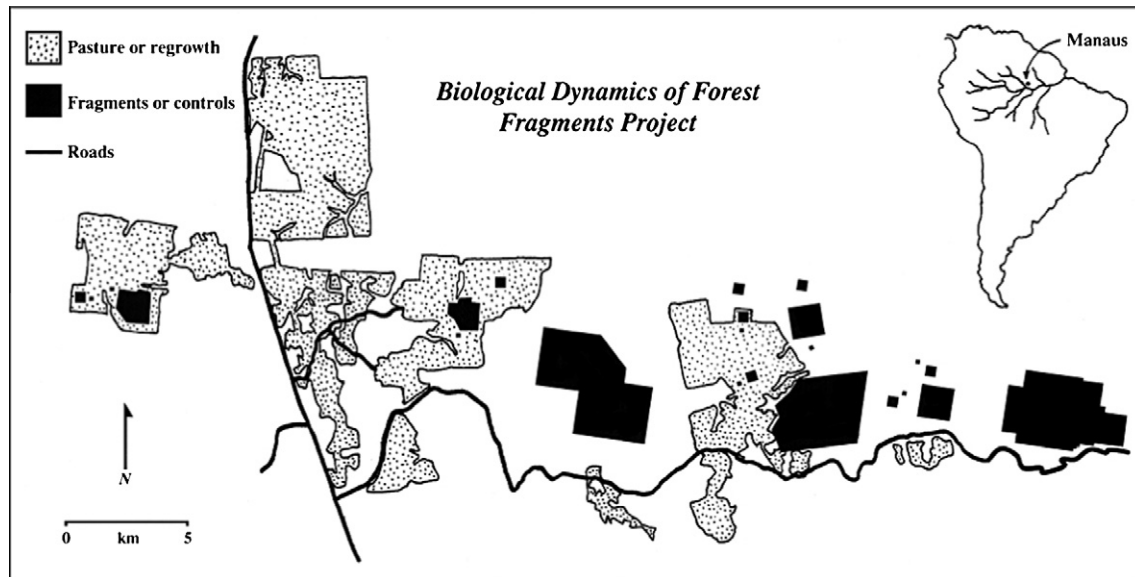 Pasture or regrowth
Fragments or controls
Roads
Biological Dynamics of Forest
Fragments Project
Manaus
N
0 km 5